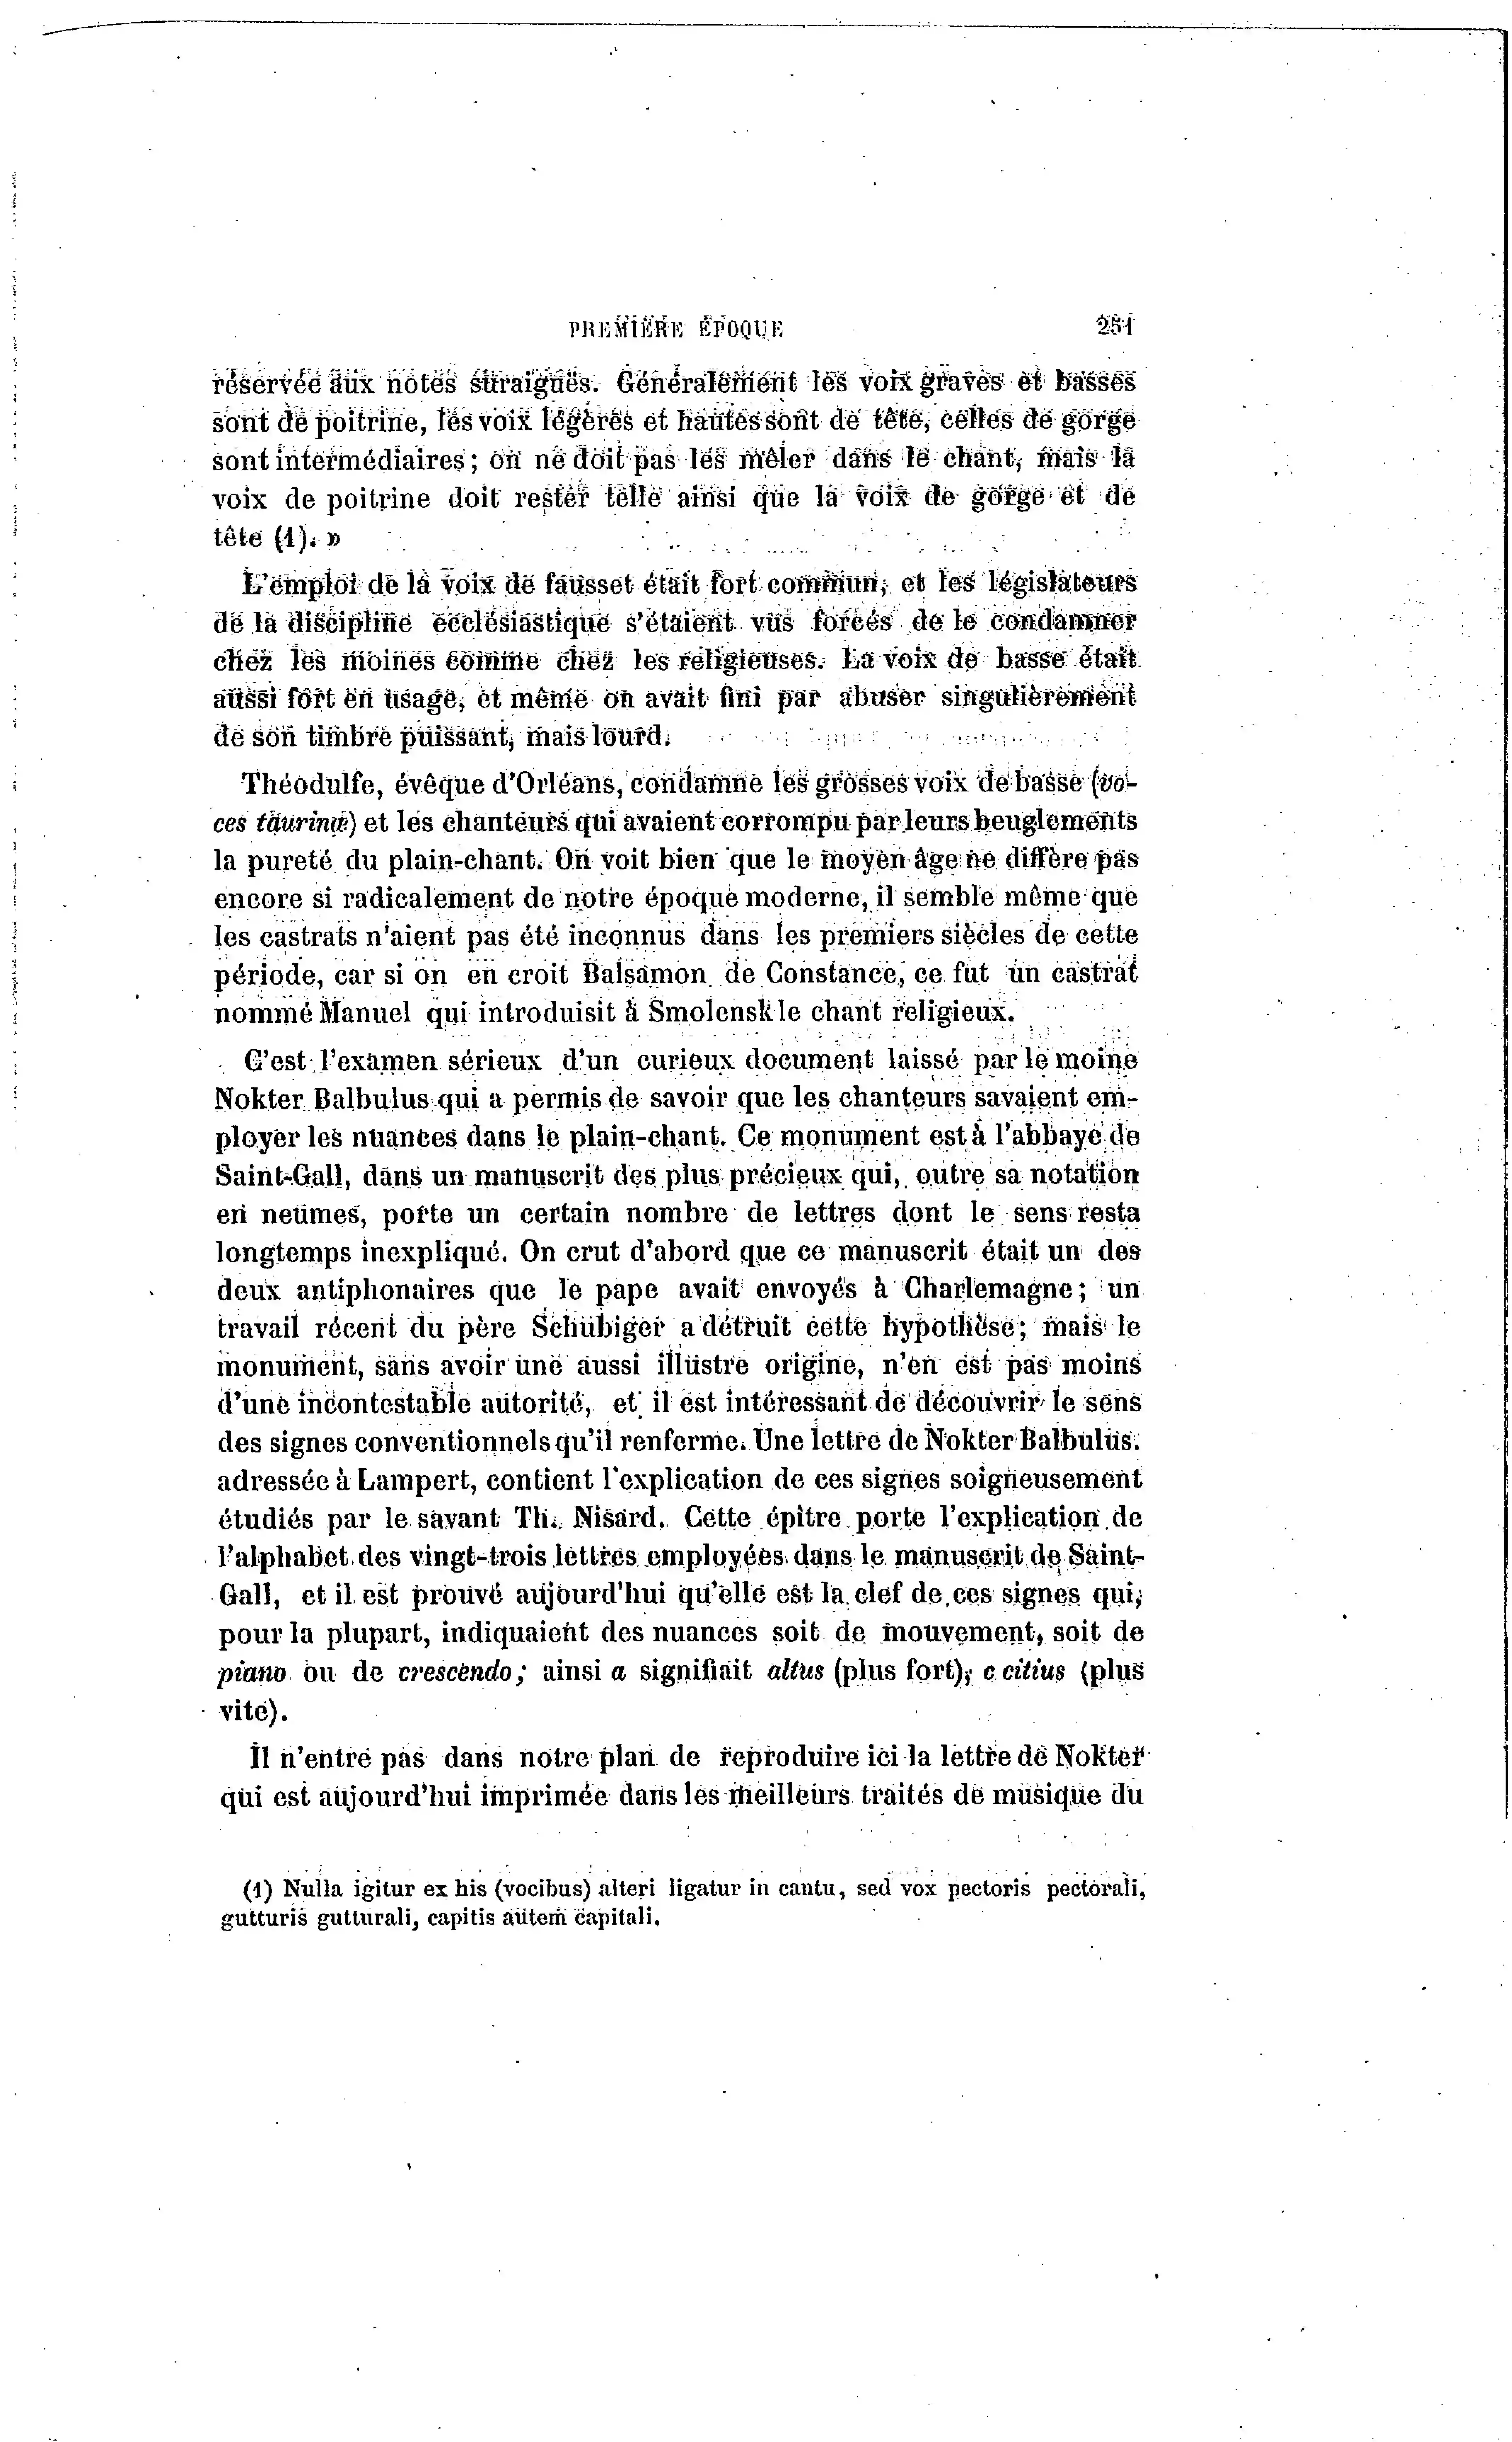 PREMIÈRE ÉPOQUE 251
réservée aux notes suraiguës. Généralement les voix graves et basses
sont de poitrine, les voix légères et hautes sont de tête, celles de gorge
sont intermédiaires; on ne doit pas les mêler dans le chant, mais la
voix de poitrine doit rester telle ainsi que la voix de gorge et de
tête (1). »
L'emploi de la voix de fausset était fort commun, et les législateurs
de la discipline ecclésiastique s'étaient vus forcés de le condamner
chez les moines comme chez les religieuses. La voix de basse était
aussi fort en usage, et même on avait fini par abuser singulièrement
de son timbre puissant, mais lourd.
Théodulfe, évêque d'Orléans, condamne les grosses voix de basse (vo-
ces taurinæ) et les chanteurs qui avaient corrompu par leurs beuglements
la pureté du plain-chant. On voit bien que le moyen âge ne diffère pas
encore si radicalement de notre époque moderne, il semble même que
les castrats n'aient pas été inconnus dans les premiers siècles de cette
période, car si on en croit Balsamon de Constance, ce fut un castrat
nommé Manuel qui introduisit à Smolensk le chant religieux.
C'est l'examen sérieux d'un curieux document laissé par le moine
Nokter Balbulus qui a permis de savoir que les chanteurs savaient em-
ployer les nuances dans le plain-chant. Ce monument est à l'abbaye de
Saint-Gall, dans un manuscrit des plus précieux qui, outre sa notation
en neumes, porte un certain nombre de lettres dont le sens resta
longtemps inexpliqué. On crut d'abord que ce manuscrit était un des
deux antiphonaires que le pape avait envoyés à Charlemagne; un
travail récent du père Schubiger a détruit cette hypothèse; mais le
monument, sans avoir une aussi illustre origine, n'en est pas moins
d'une incontestable autorité, et il est intéressant de découvrir le sens
des signes conventionnels qu'il renferme. Une lettre de Nokter Balbulus.
adressée à Lampert, contient l'explication de ces signes soigneusement
étudiés par le savant Th. Nisard. Cette épitre porte l'explication de
l'alphabet des vingt-trois lettres employées dans le manuscrit de Saint-
Gall, et il est prouvé aujourd'hui qu'elle est la clef de ces signes qui,
pour la plupart, indiquaient des nuances soit de mouvement, soit de
piano ou de crescendo; ainsi a signifiait altus (plus fort), c citius (plus
vite).
Il n'entre pas dans notre plan de reproduire ici la lettre de Nokter
qui est aujourd'hui imprimée dans les meilleurs traités de musique du
(1) Nulla igitur ex his (vocibus) alteri ligatur in cantu, sed vox pectoris pectorali,
gutturis gutturali, capitis autem capitali.